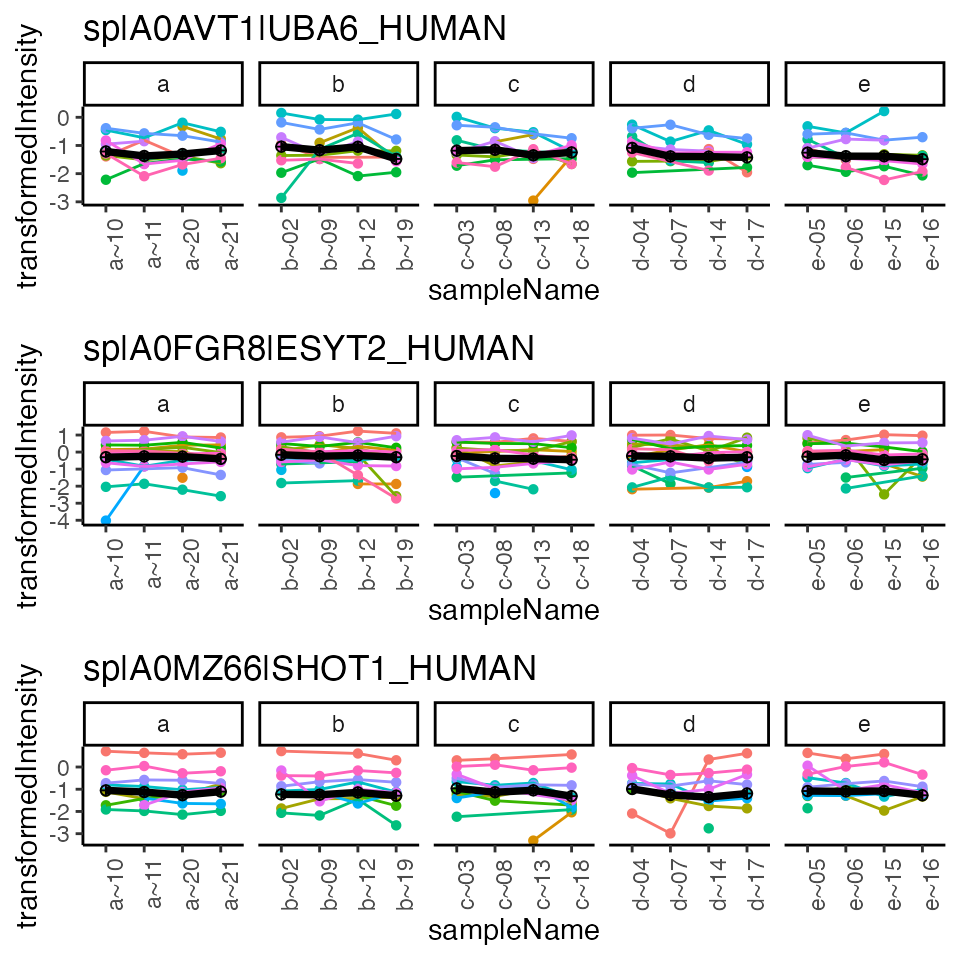 sp|A0AVT1|UBA6_HUMAN
a b c d e
transformedIntensity
0
-1
-2
-3
a~10 a~11 a~20 a~21 b~02 b~09 b~12 b~19 c~03 c~08 c~13 c~18 d~04 d~07 d~14 d~17 e~05 e~06 e~15 e~16
sampleName
sp|A0FGR8|ESYT2_HUMAN
a b c d e
transformedIntensity
1
0
-1
-2
-3
-4
a~10 a~11 a~20 a~21 b~02 b~09 b~12 b~19 c~03 c~08 c~13 c~18 d~04 d~07 d~14 d~17 e~05 e~06 e~15 e~16
sampleName
sp|A0MZ66|SHOT1_HUMAN
a b c d e
transformedIntensity
0
-1
-2
-3
a~10 a~11 a~20 a~21 b~02 b~09 b~12 b~19 c~03 c~08 c~13 c~18 d~04 d~07 d~14 d~17 e~05 e~06 e~15 e~16
sampleName